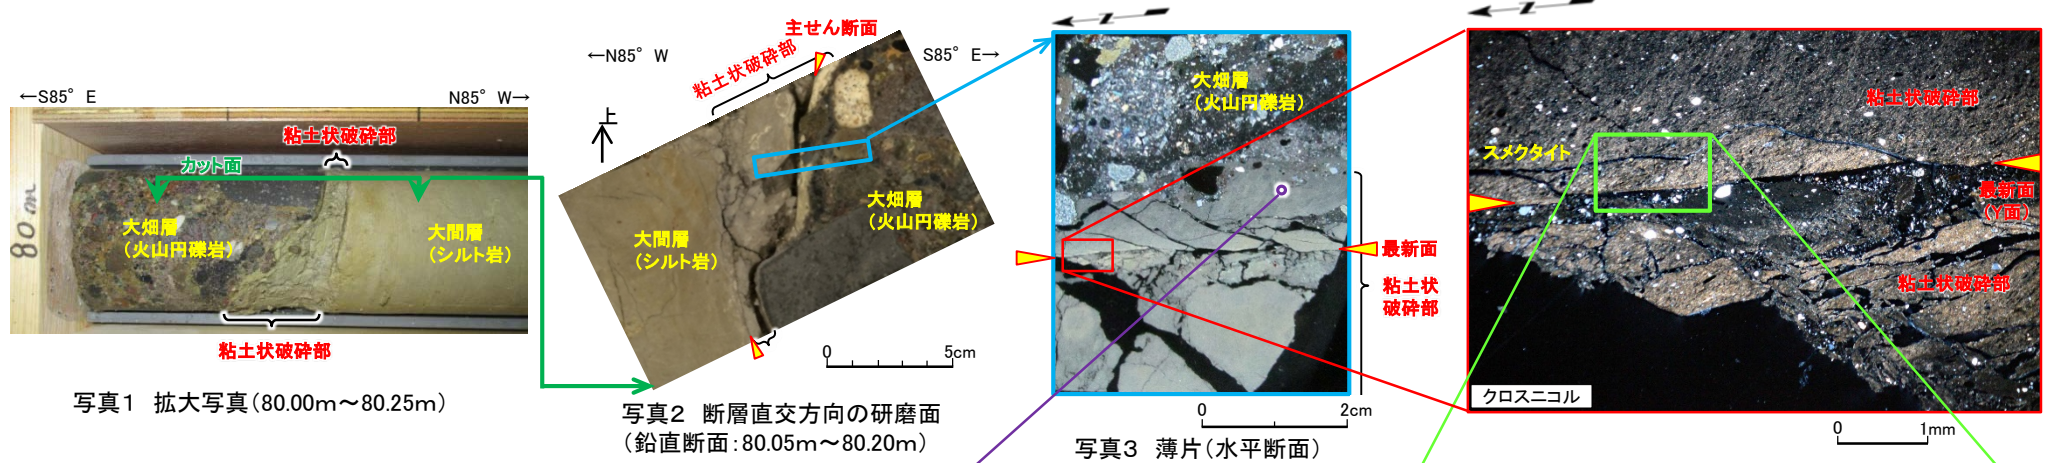 ←S85° E
N85° W→
粘土状破砕部
カット面
80m
大畑層
（火山円礫岩）
大間層
（シルト岩）
粘土状破砕部
写真１　拡大写真（80.00ｍ～80.25ｍ）
主せん断面
←N85° W
S85° E→
粘土状破砕部
上
大畑層
（火山円礫岩）
大間層
（シルト岩）
0
5cm
写真２　断層直交方向の研磨面
（鉛直断面：80.05ｍ～80.20ｍ）
N
大畑層
（火山円礫岩）
最新面
粘土状
破砕部
0
2cm
写真３　薄片（水平断面）
N
粘土状破砕部
スメクタイト
最新面
（Y面）
粘土状破砕部
クロスニコル
0
1mm